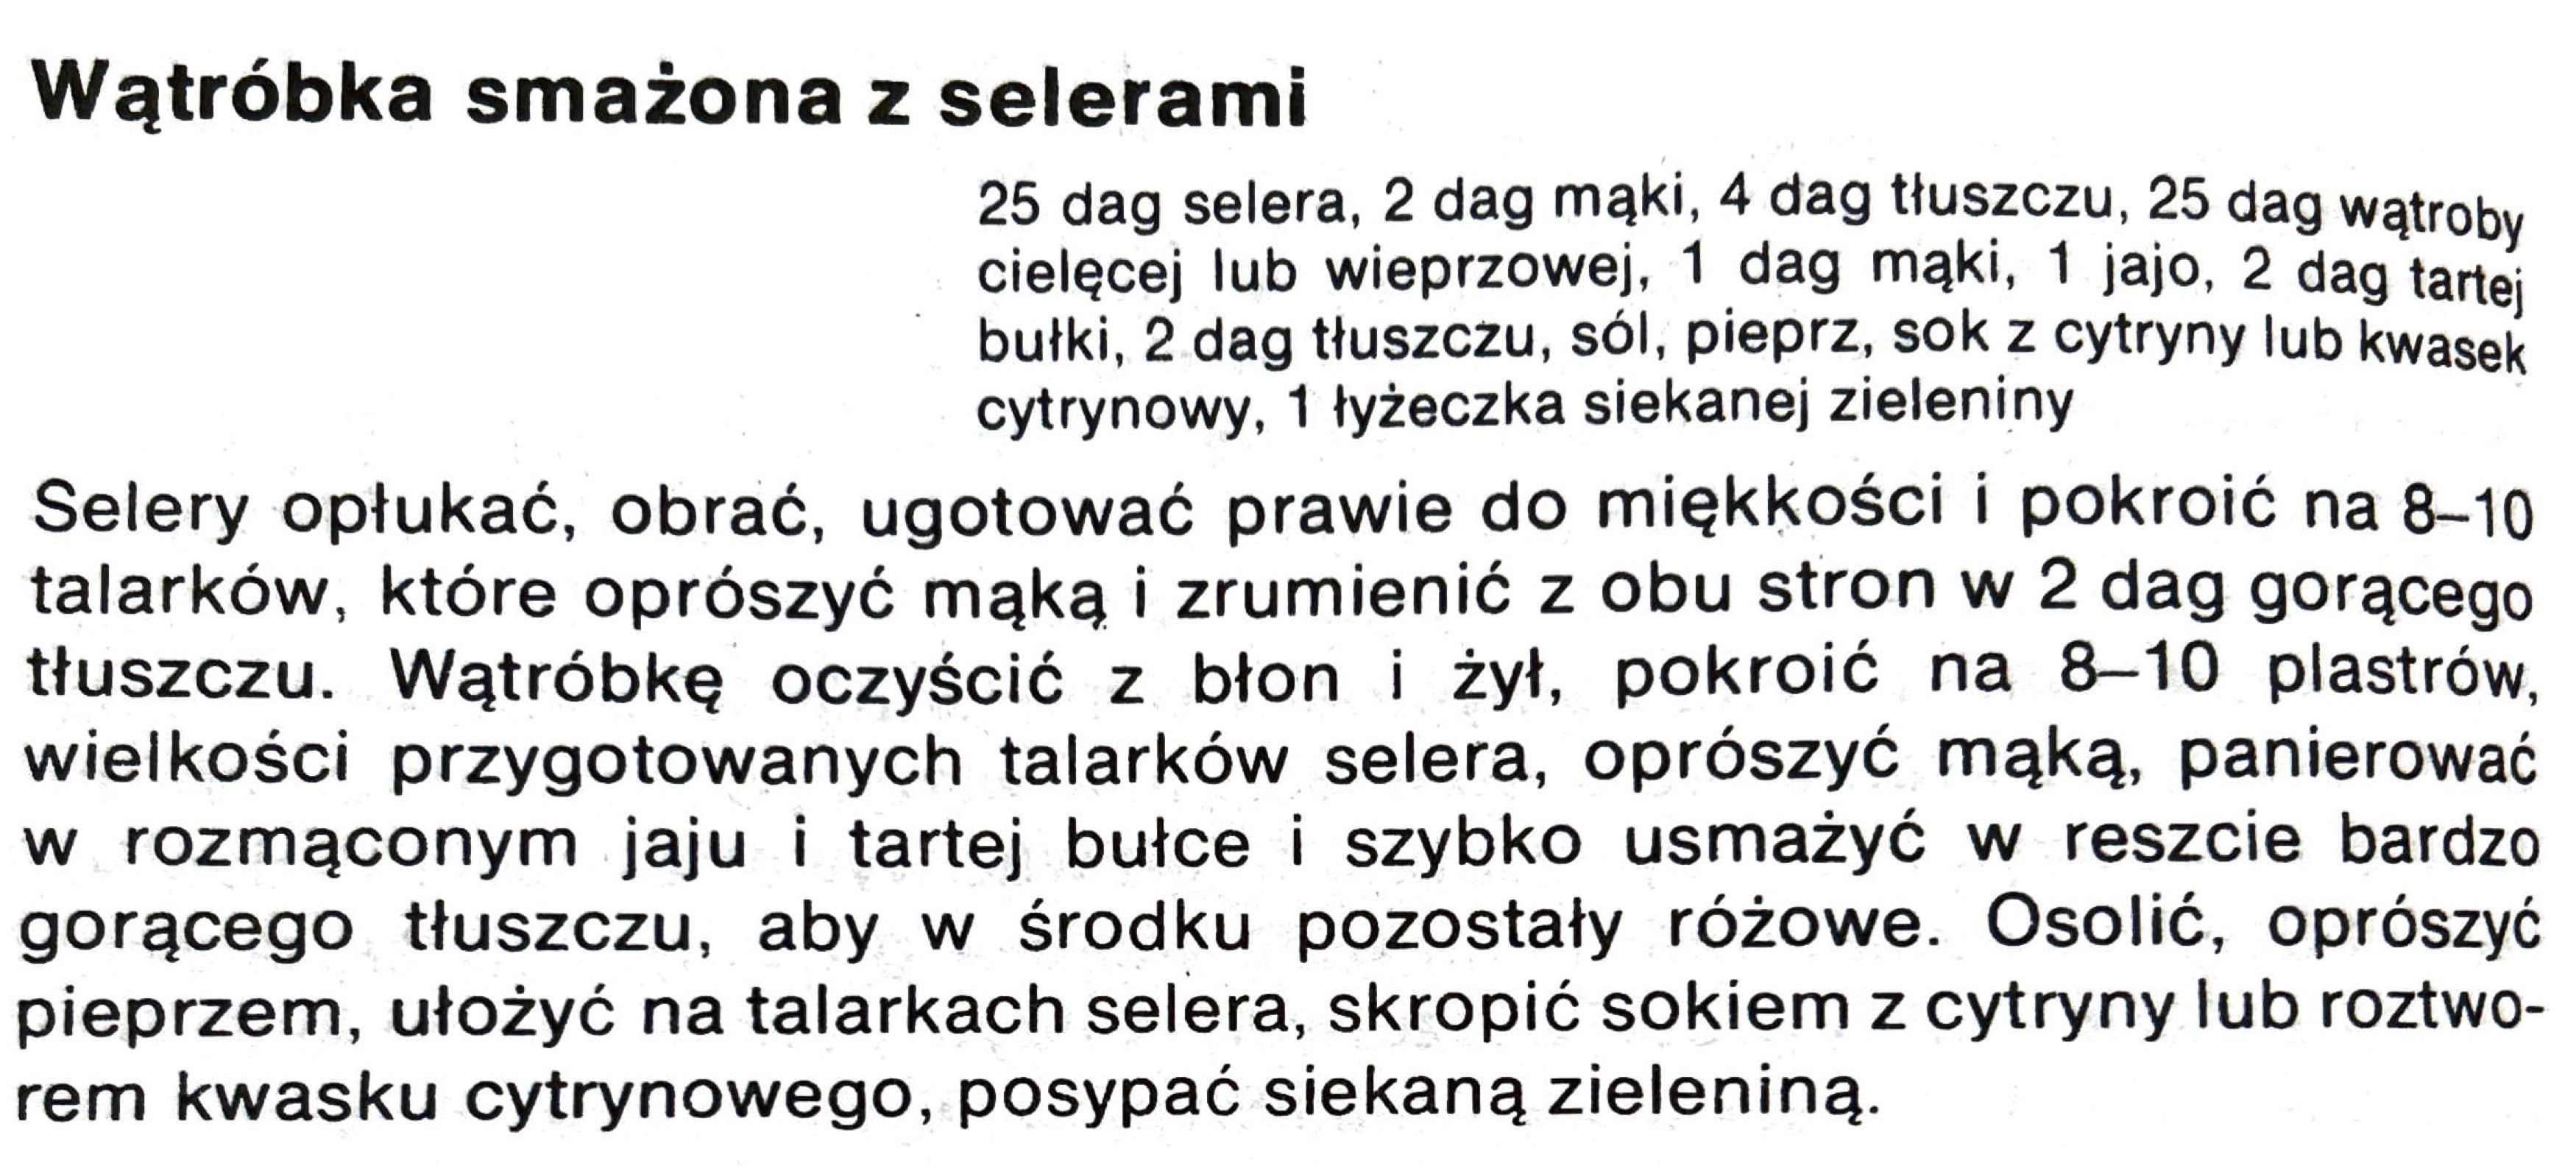 Wątróbka smażona z selerami
25 dag selera, 2 dag mąki, 4 dag tłuszczu, 25 dag wątroby
cielęcej lub wieprzowej, 1 dag mąki, 1 jajo, 2 dag tartej
bułki, 2 dag tłuszczu, sól, pieprz, sok z cytryny lub kwasek
cytrynowy, 1 łyżeczka siekanej zieleniny
Selery opłukać, obrać, ugotować prawie do miękkości i pokroić na 8–10
talarków, które oprószyć mąką i zrumienić z obu stron w 2 dag gorącego
tłuszczu. Wątróbkę oczyścić z błon i żył, pokroić na 8–10 plastrów,
wielkości przygotowanych talarków selera, oprószyć mąką, panierować
w rozmąconym jaju i tartej bułce i szybko usmażyć w reszcie bardzo
gorącego tłuszczu, aby w środku pozostały różowe. Osolić, oprószyć
pieprzem, ułożyć na talarkach selera, skropić sokiem z cytryny lub roztwo-
rem kwasku cytrynowego, posypać siekaną zieleniną.